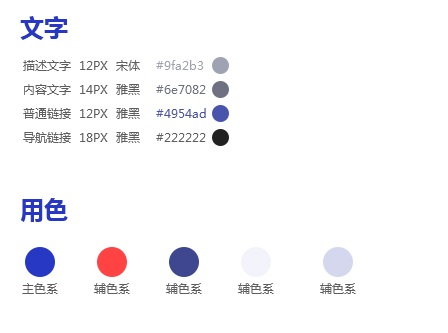 文字
描述文字 12PX 宋体 #9fa2b3
内容文字 14PX 雅黑 #6e7082
普通链接 12PX 雅黑 #4954ad
导航链接 18PX 雅黑 #222222
用色
主色系 辅色系 辅色系 辅色系 辅色系